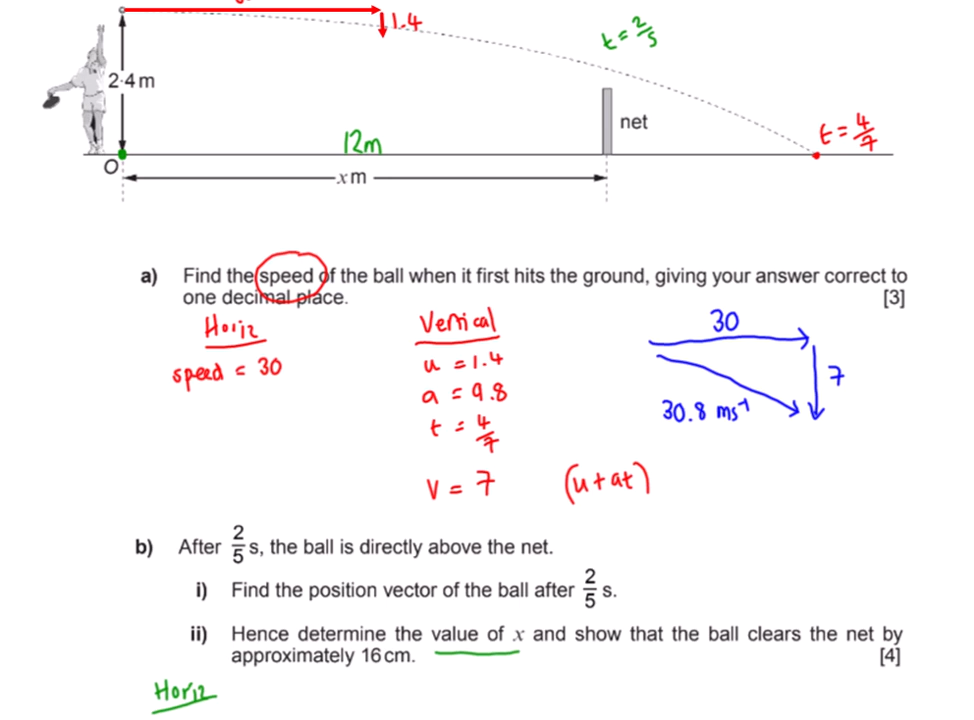 1.4
t = 2/5
2·4 m
net
t = 4/7
12m
O
x m
a) Find the speed of the ball when it first hits the ground, giving your answer correct to
one decimal place. [3]
Horiz
speed = 30
Vertical
u = 1.4
a = 9.8
t = 4/7
v = 7 (u + at)
30
7
30.8 ms⁻¹
b) After 2/5 s, the ball is directly above the net.
i) Find the position vector of the ball after 2/5 s.
ii) Hence determine the value of x and show that the ball clears the net by
approximately 16 cm. [4]
Horiz